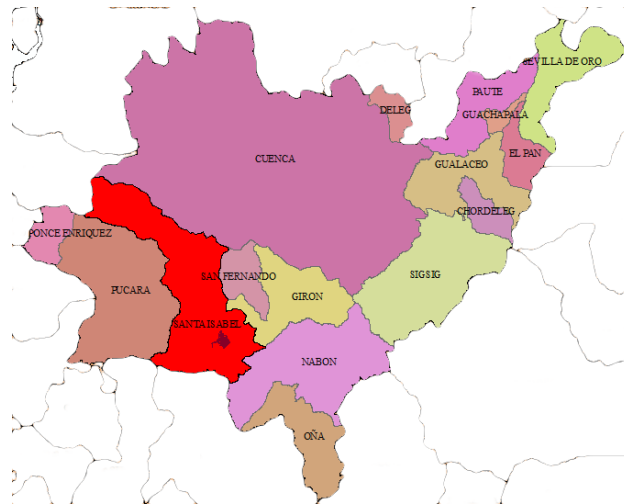 SEVILLA DE ORO
PAUTE
DELEG
GUACHAPALA
EL PAN
CUENCA
GUALACEO
CHORDELEG
PONCE ENRIQUEZ
SAN FERNANDO
SIGSIG
PUCARA
GIRON
SANTA ISABEL
NABON
OÑA